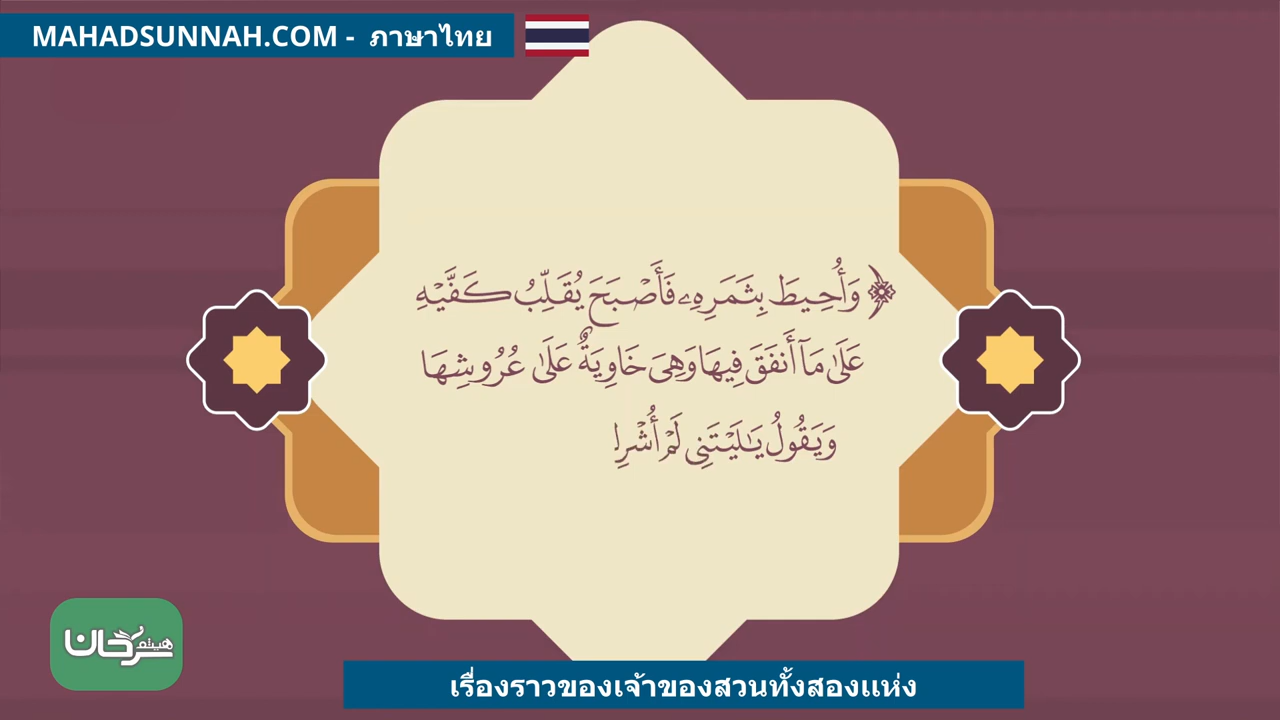 MAHADSUNNAH.COM - ภาษาไทย
﴿ وَأُحِيطَ بِثَمَرِهِۦ فَأَصْبَحَ يُقَلِّبُ كَفَّيْهِ
عَلَىٰ مَآ أَنفَقَ فِيهَا وَهِىَ خَاوِيَةٌ عَلَىٰ عُرُوشِهَا
وَيَقُولُ يَـٰلَيْتَنِى لَمْ أُشْرِ
هيثم سرحان
เรื่องราวของเจ้าของสวนทั้งสองแห่ง